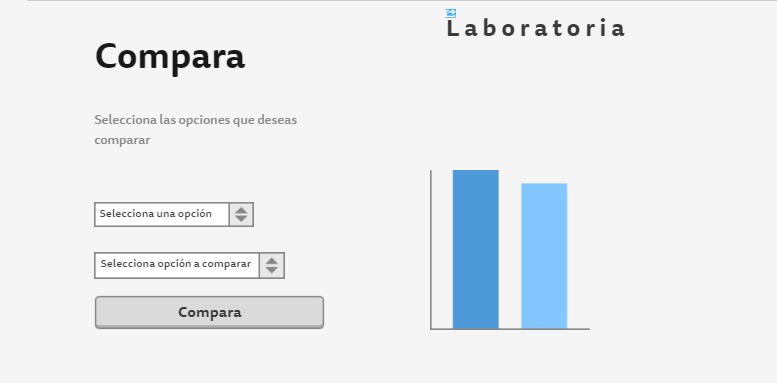 Laboratoria
Compara
Selecciona las opciones que deseas
comparar
Selecciona una opción
Selecciona opción a comparar
Compara